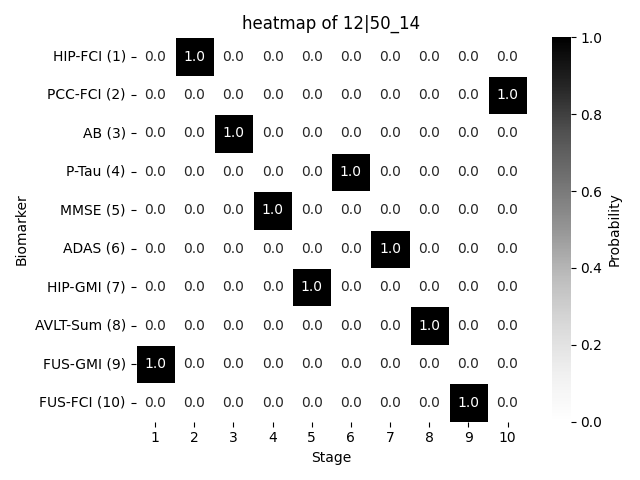 heatmap of 12|50_14
HIP-FCI (1) 0.0 1.0 0.0 0.0 0.0 0.0 0.0 0.0 0.0 0.0
PCC-FCI (2) 0.0 0.0 0.0 0.0 0.0 0.0 0.0 0.0 0.0 1.0
AB (3) 0.0 0.0 1.0 0.0 0.0 0.0 0.0 0.0 0.0 0.0
P-Tau (4) 0.0 0.0 0.0 0.0 0.0 1.0 0.0 0.0 0.0 0.0
MMSE (5) 0.0 0.0 0.0 1.0 0.0 0.0 0.0 0.0 0.0 0.0
ADAS (6) 0.0 0.0 0.0 0.0 0.0 0.0 1.0 0.0 0.0 0.0
HIP-GMI (7) 0.0 0.0 0.0 0.0 1.0 0.0 0.0 0.0 0.0 0.0
AVLT-Sum (8) 0.0 0.0 0.0 0.0 0.0 0.0 0.0 1.0 0.0 0.0
FUS-GMI (9) 1.0 0.0 0.0 0.0 0.0 0.0 0.0 0.0 0.0 0.0
FUS-FCI (10) 0.0 0.0 0.0 0.0 0.0 0.0 0.0 0.0 1.0 0.0
1 2 3 4 5 6 7 8 9 10
Stage
Biomarker
1.0
0.8
0.6
0.4
0.2
0.0
Probability